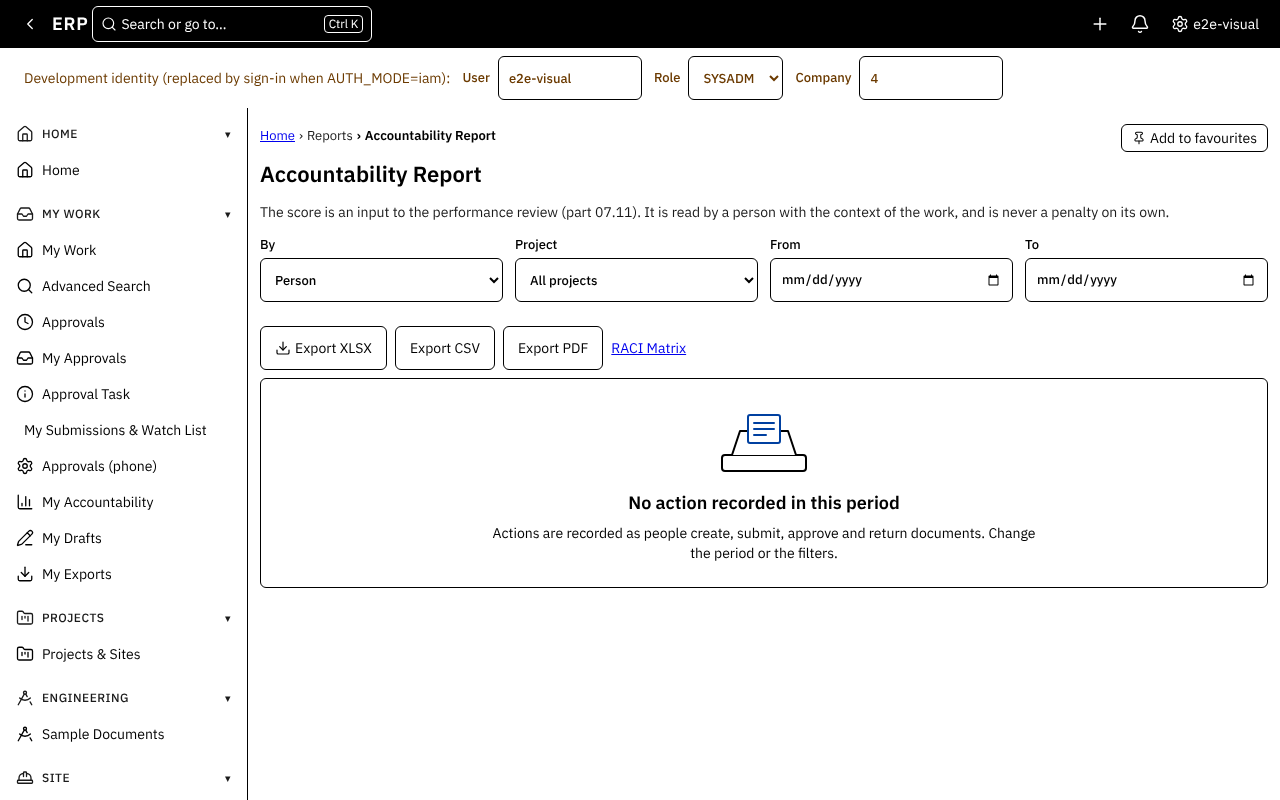 ERP
Search or go to...
Ctrl K
e2e-visual
Development identity (replaced by sign-in when AUTH_MODE=iam):
User
e2e-visual
Role
SYSADM
Company
4
HOME
Home
MY WORK
My Work
Advanced Search
Approvals
My Approvals
Approval Task
My Submissions & Watch List
Approvals (phone)
My Accountability
My Drafts
My Exports
PROJECTS
Projects & Sites
ENGINEERING
Sample Documents
SITE
Home › Reports › Accountability Report
Add to favourites
Accountability Report
The score is an input to the performance review (part 07.11). It is read by a person with the context of the work, and is never a penalty on its own.
By
Person
Project
All projects
From
mm/dd/yyyy
To
mm/dd/yyyy
Export XLSX
Export CSV
Export PDF
RACI Matrix
No action recorded in this period
Actions are recorded as people create, submit, approve and return documents. Change
the period or the filters.